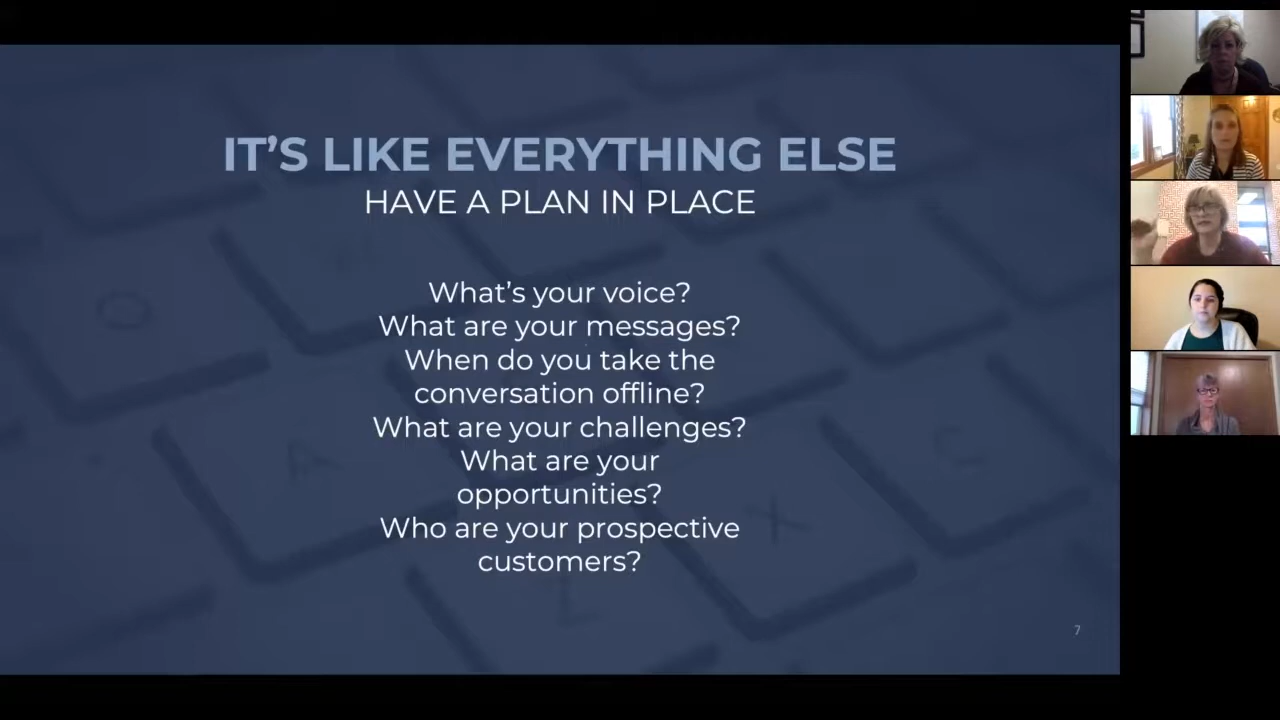 IT’S LIKE EVERYTHING ELSE
HAVE A PLAN IN PLACE
What’s your voice?
What are your messages?
When do you take the
conversation offline?
What are your challenges?
What are your
opportunities?
Who are your prospective
customers?
7